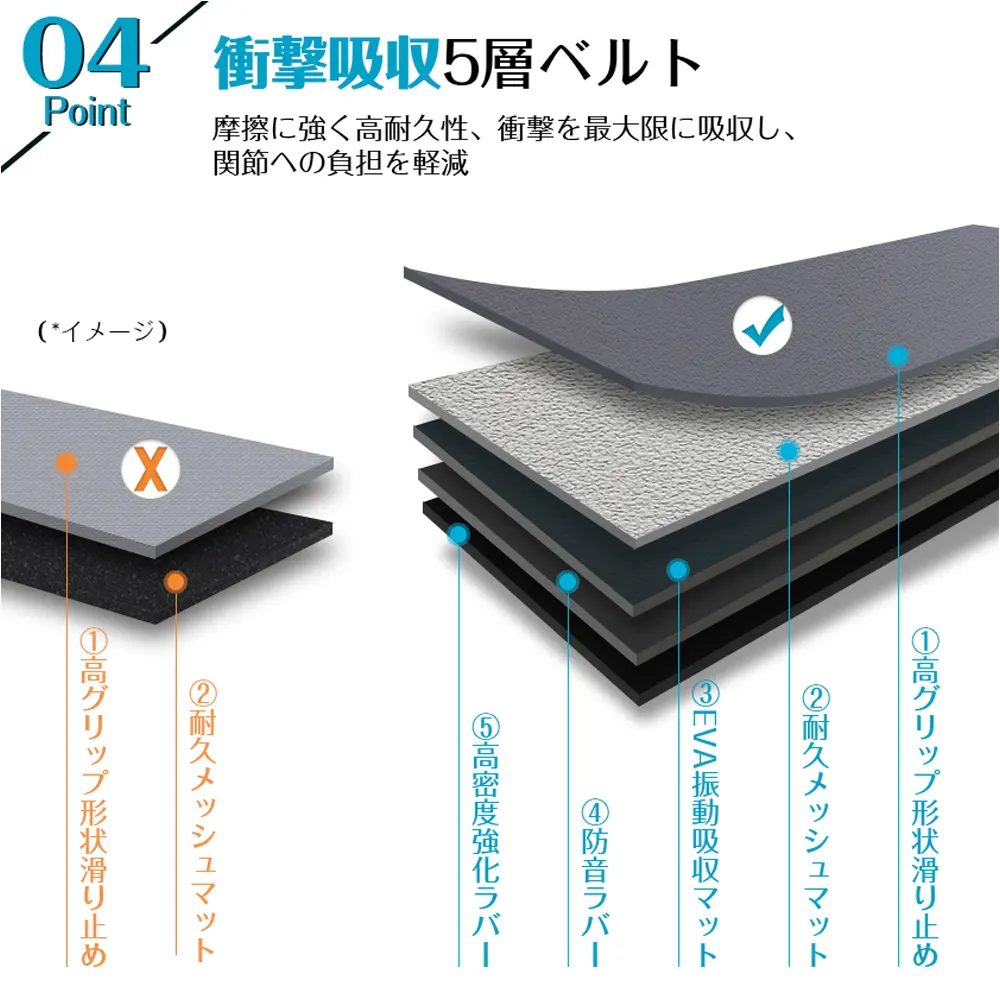 04
Point
衝撃吸収5層ベルト
摩擦に強く高耐久性、衝撃を最大限に吸収し、
関節への負担を軽減
(*イメージ)
X
①高グリップ形状滑り止め
②耐久メッシュマット
⑤高密度強化ラバー
④防音ラバー
③EVA振動吸収マット
②耐久メッシュマット
①高グリップ形状滑り止め